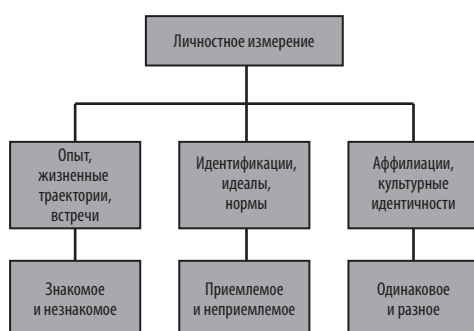 Личностное измерение
Опыт,
жизненные
траектории,
встречи
Идентификации,
идеалы,
нормы
Аффилиации,
культурные
идентичности
Знакомое
и незнакомое
Приемлемое
и неприемлемое
Одинаковое
и разное